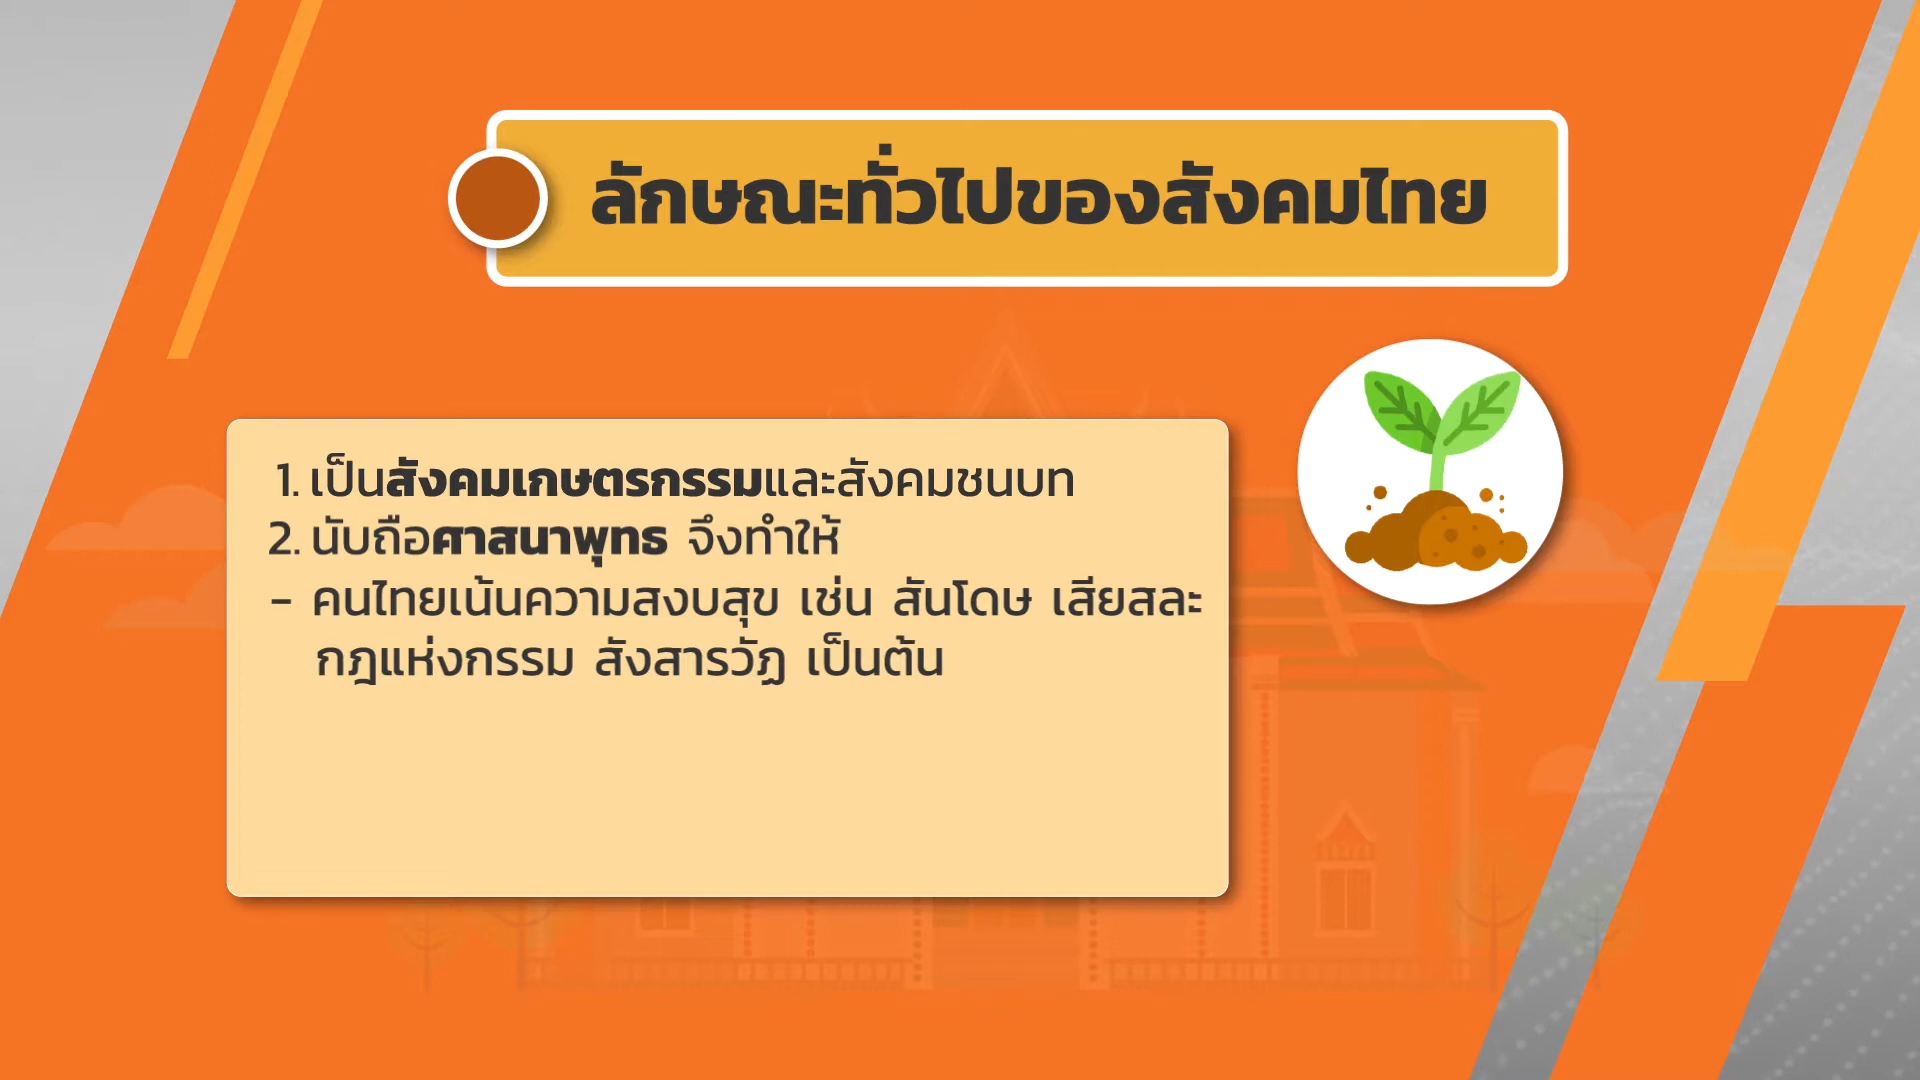 ลักษณะทั่วไปของสังคมไทย
1. เป็นสังคมเกษตรกรรมและสังคมชนบท
2. นับถือศาสนาพุทธ จึงทำให้
- คนไทยเน้นความสงบสุข เช่น สันโดษ เสียสละ
กฎแห่งกรรม สังสารวัฏ เป็นต้น